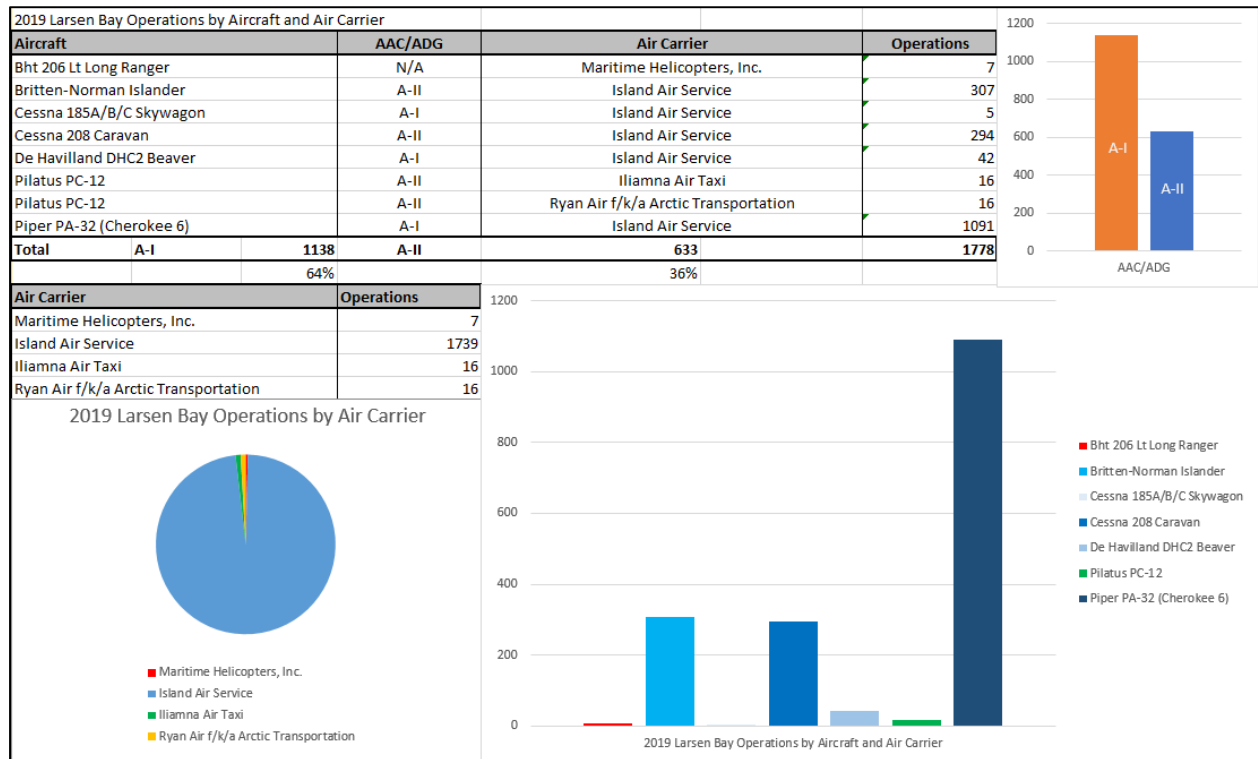 2019 Larsen Bay Operations by Aircraft and Air Carrier
Aircraft AAC/ADG Air Carrier Operations
Bht 206 Lt Long Ranger N/A Maritime Helicopters, Inc. 7
Britten-Norman Islander A-II Island Air Service 307
Cessna 185A/B/C Skywagon A-I Island Air Service 5
Cessna 208 Caravan A-II Island Air Service 294
De Havilland DHC2 Beaver A-I Island Air Service 42
Pilatus PC-12 A-II Iliamna Air Taxi 16
Pilatus PC-12 A-II Ryan Air f/k/a Arctic Transportation 16
Piper PA-32 (Cherokee 6) A-I Island Air Service 1091
Total A-I 1138 A-II 633 1778
64% 36%
1200
1000
800
600
400
200
0
A-I
A-II
AAC/ADG
Air Carrier Operations
Maritime Helicopters, Inc. 7
Island Air Service 1739
Iliamna Air Taxi 16
Ryan Air f/k/a Arctic Transportation 16
2019 Larsen Bay Operations by Air Carrier
Maritime Helicopters, Inc.
Island Air Service
Iliamna Air Taxi
Ryan Air f/k/a Arctic Transportation
1200
1000
800
600
400
200
0
2019 Larsen Bay Operations by Aircraft and Air Carrier
Bht 206 Lt Long Ranger
Britten-Norman Islander
Cessna 185A/B/C Skywagon
Cessna 208 Caravan
De Havilland DHC2 Beaver
Pilatus PC-12
Piper PA-32 (Cherokee 6)